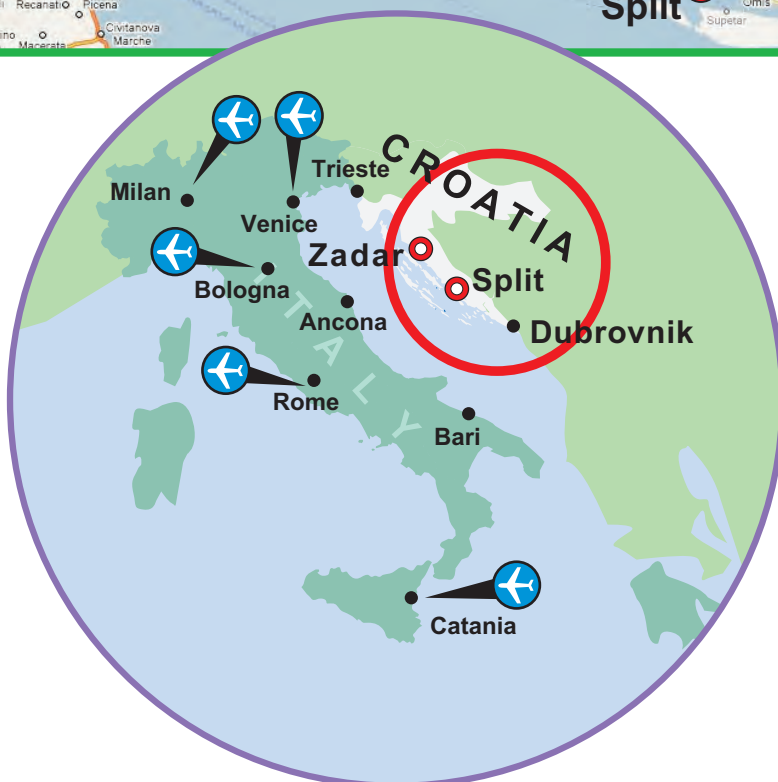 Recanati
Picena
Civitanova
Marche
Macerata
Split
Omis
Supetar
CROATIA
Trieste
Milan
Venice
Zadar
Split
Bologna
Ancona
Dubrovnik
ITALY
Rome
Bari
Catania